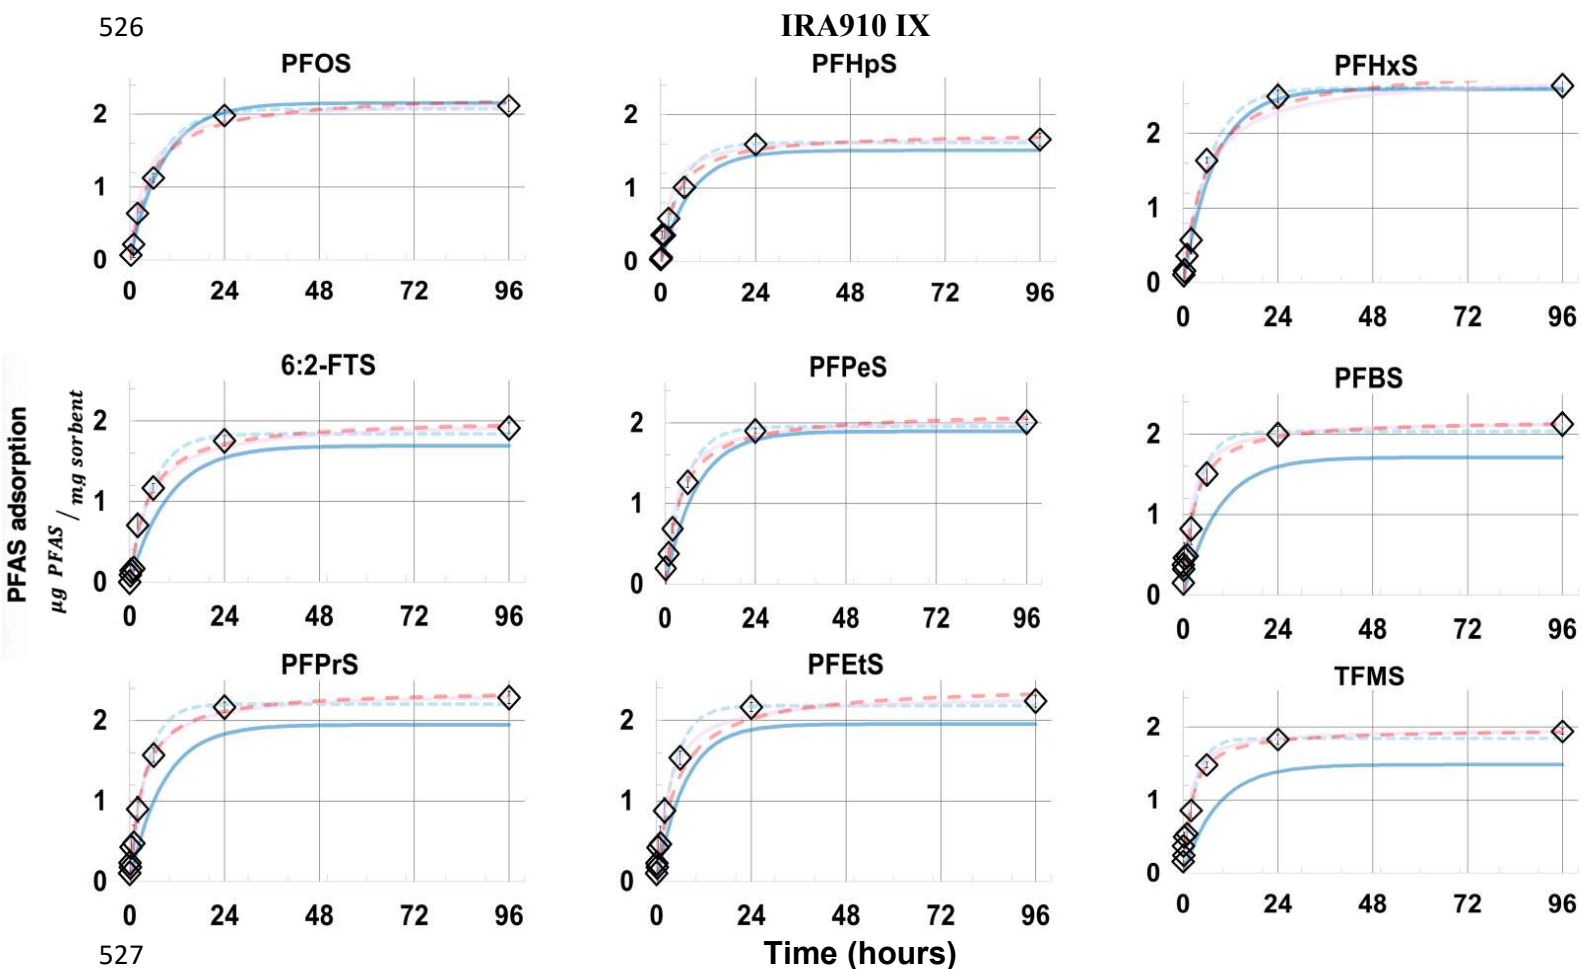 526
IRA910 IX
PFOS
PFHpS
PFHxS
2
1
0
0 24 48 72 96
2
1
0
0 24 48 72 96
2
1
0
0 24 48 72 96
PFAS adsorption
µg PFAS / mg sorbent
6:2-FTS
PFPeS
PFBS
2
1
0
0 24 48 72 96
2
1
0
0 24 48 72 96
2
1
0
0 24 48 72 96
PFPrS
PFEtS
TFMS
2
1
0
0 24 48 72 96
2
1
0
0 24 48 72 96
2
1
0
0 24 48 72 96
527
Time (hours)